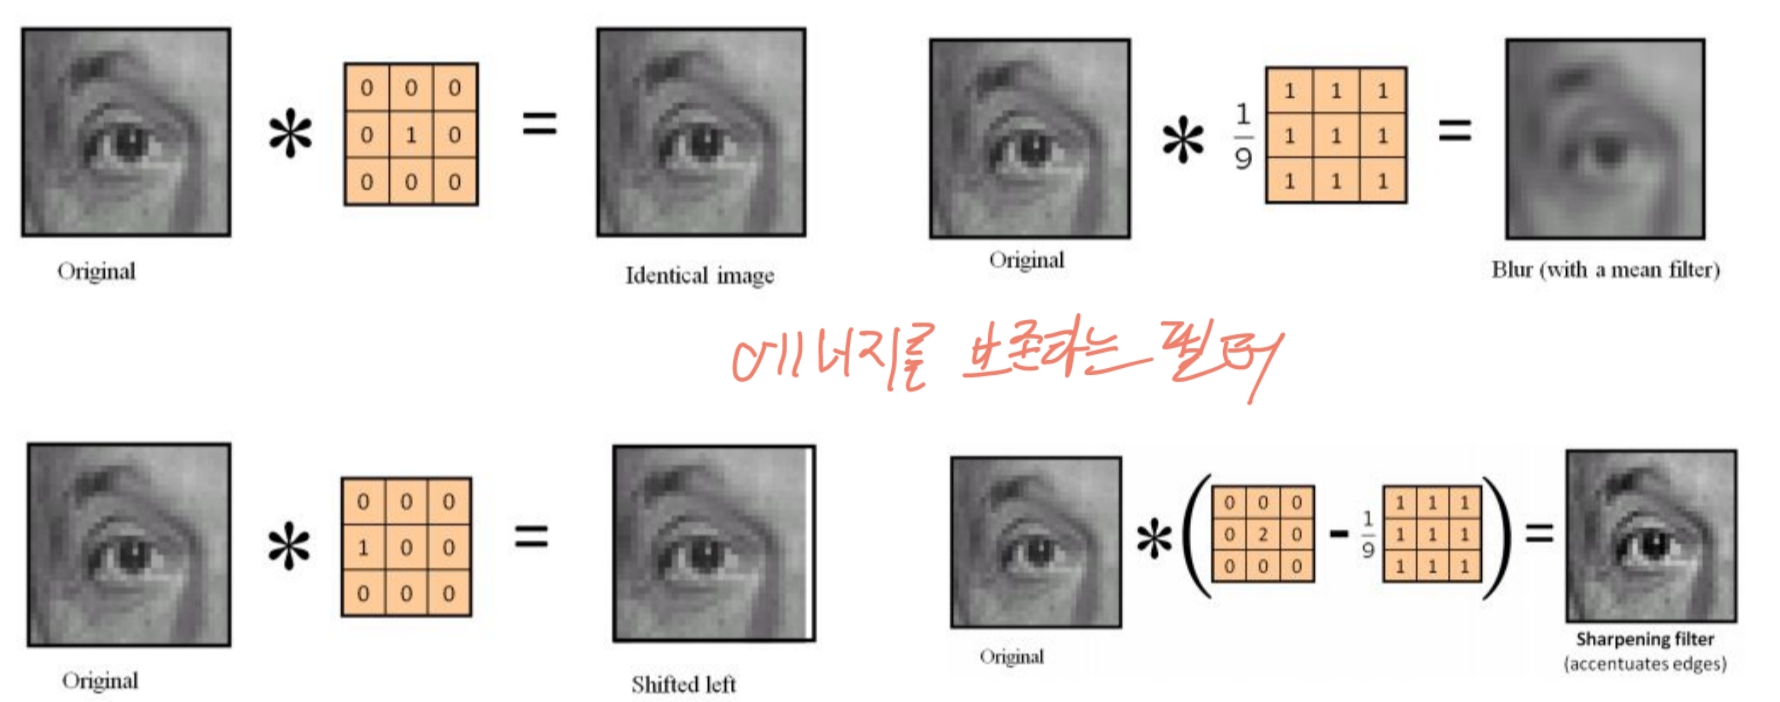 0 0 0
0 1 0
0 0 0
* =
Original
Identical image
1 1 1
1 1 1
1 1 1
* 1/9 =
Original
Blur (with a mean filter)
에너지를 보존하는 필터
0 0 0
1 0 0
0 0 0
* =
Original
Shifted left
0 0 0
0 2 0
0 0 0
1 1 1
1 1 1
1 1 1
* ( - 1/9 ) =
Original
Sharpening filter
(accentuates edges)